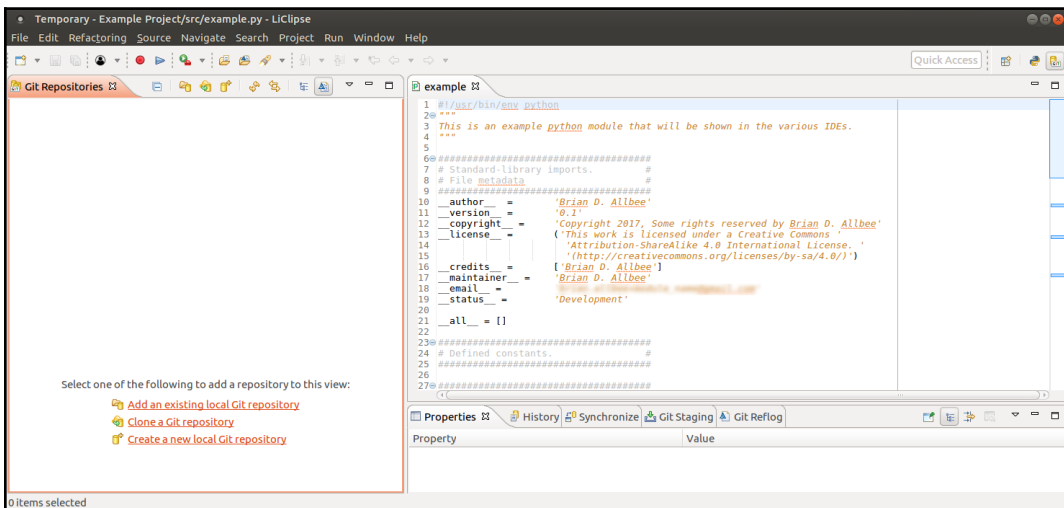 Temporary - Example Project/src/example.py - LiClipse
File Edit Refactoring Source Navigate Search Project Run Window Help
Quick Access
Git Repositories
example
1 #!/usr/bin/env python
2 """
3 This is an example python module that will be shown in the various IDEs.
4 """
5
6 #####################################
7 # Standard-library imports. #
8 # File metadata #
9 #####################################
10 __author__ = 'Brian D. Allbee'
11 __version__ = '0.1'
12 __copyright__ = 'Copyright 2017, Some rights reserved by Brian D. Allbee'
13 __license__ = ('This work is licensed under a Creative Commons '
14 'Attribution-ShareAlike 4.0 International License. '
15 '(http://creativecommons.org/licenses/by-sa/4.0/)')
16 __credits__ = ['Brian D. Allbee']
17 __maintainer__ = 'Brian D. Allbee'
18 __email__ =
19 __status__ = 'Development'
20
21 __all__ = []
22
23 #####################################
24 # Defined constants. #
25 #####################################
26
27 #####################################
Select one of the following to add a repository to this view:
Add an existing local Git repository
Clone a Git repository
Create a new local Git repository
Properties History Synchronize Git Staging Git Reflog
Property Value
0 items selected